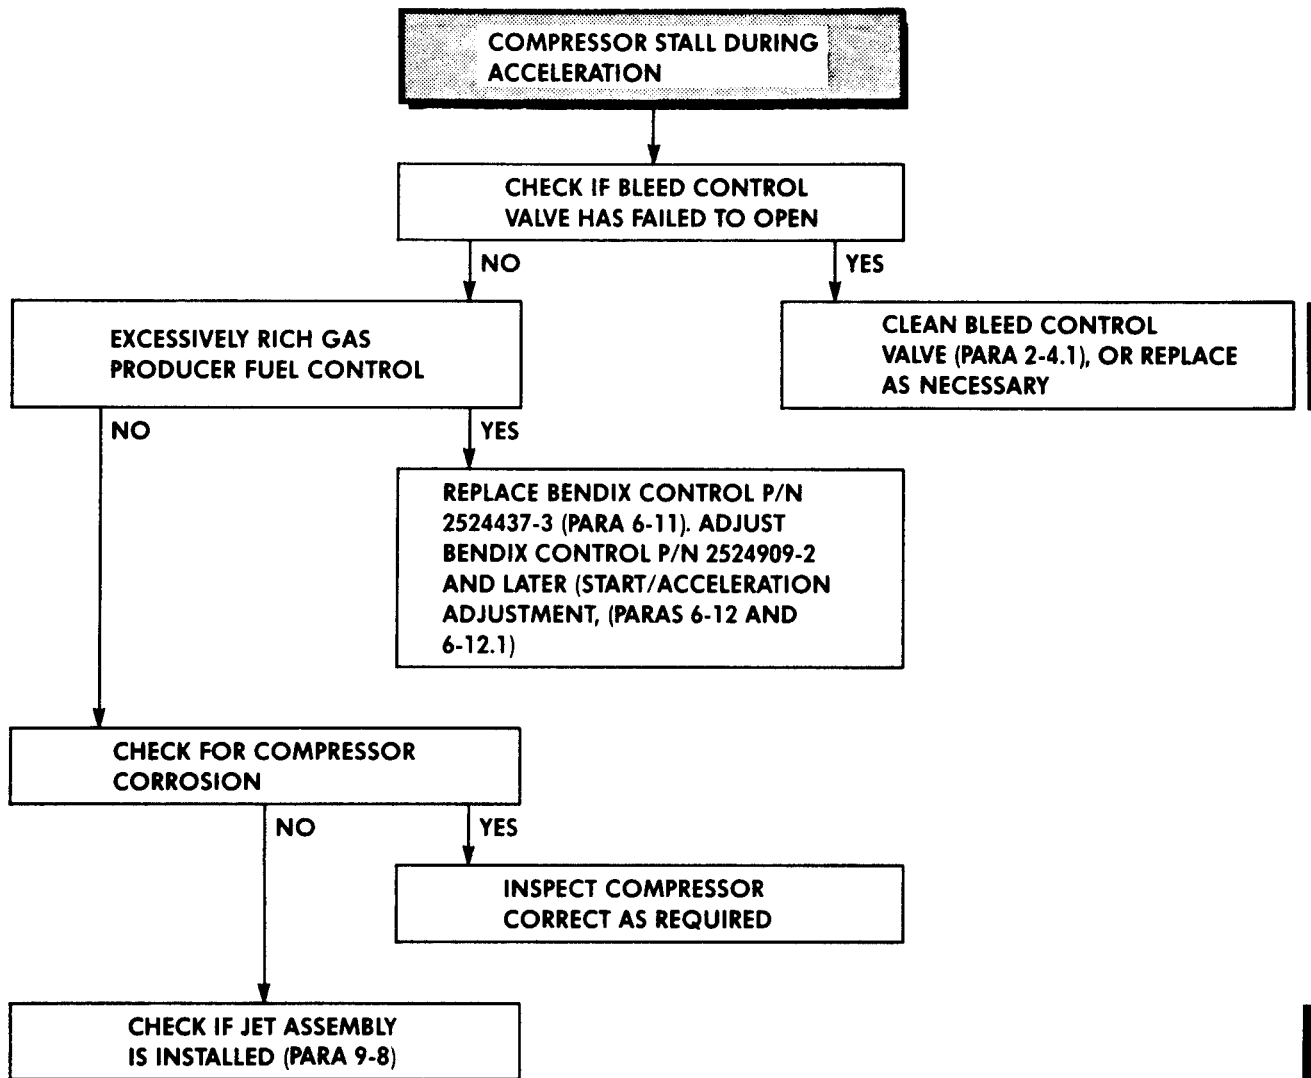 COMPRESSOR STALL DURING
ACCELERATION
CHECK IF BLEED CONTROL
VALVE HAS FAILED TO OPEN
NO
YES
EXCESSIVELY RICH GAS
PRODUCER FUEL CONTROL
CLEAN BLEED CONTROL
VALVE (PARA 2-4.1), OR REPLACE
AS NECESSARY
NO
YES
REPLACE BENDIX CONTROL P/N
2524437-3 (PARA 6-11). ADJUST
BENDIX CONTROL P/N 2524909-2
AND LATER (START/ACCELERATION
ADJUSTMENT, (PARAS 6-12 AND
6-12.1)
CHECK FOR COMPRESSOR
CORROSION
NO
YES
INSPECT COMPRESSOR
CORRECT AS REQUIRED
CHECK IF JET ASSEMBLY
IS INSTALLED (PARA 9-8)